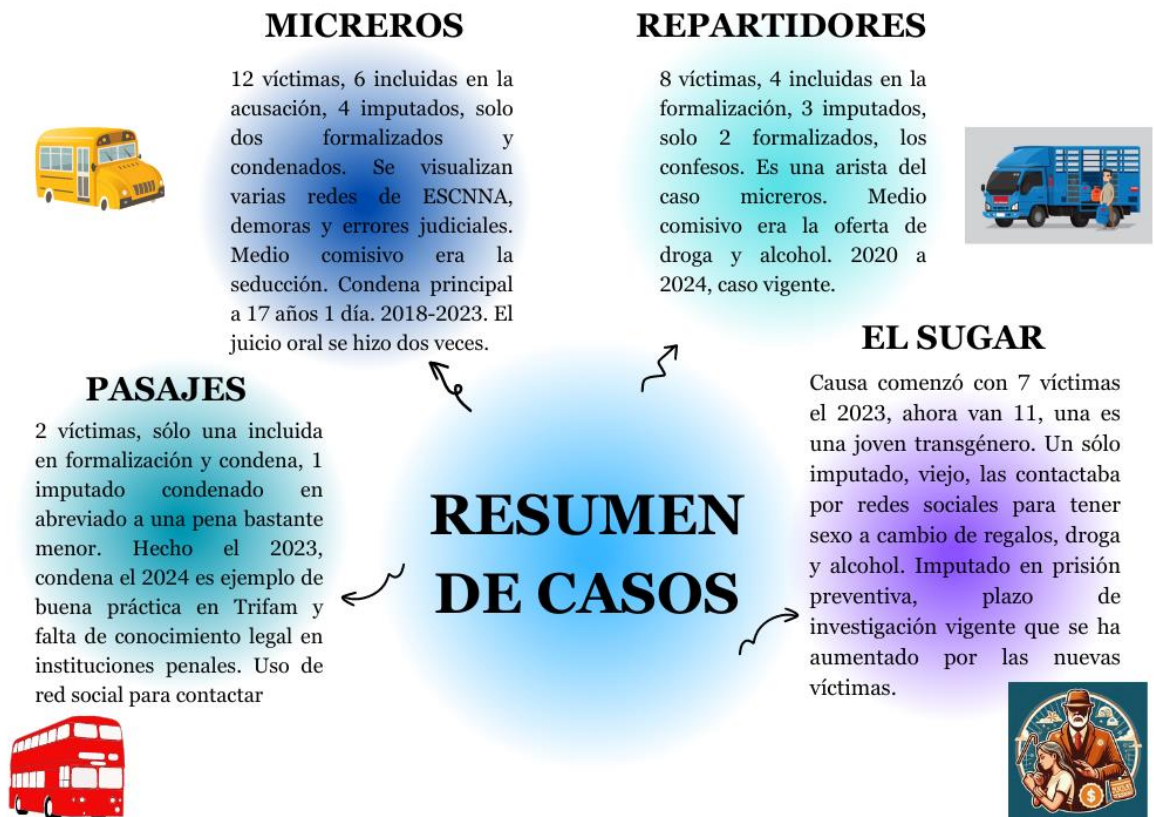 MICREROS
12 víctimas, 6 incluidas en la
acusación, 4 imputados, solo
dos formalizados y
condenados. Se visualizan
varias redes de ESCNNA,
demoras y errores judiciales.
Medio comisivo era la
seducción. Condena principal
a 17 años 1 día. 2018-2023. El
juicio oral se hizo dos veces.
REPARTIDORES
8 víctimas, 4 incluidas en la
formalización, 3 imputados,
solo 2 formalizados, los
confesos. Es una arista del
caso micreros. Medio
comisivo era la oferta de
droga y alcohol. 2020 a
2024, caso vigente.
PASAJES
2 víctimas, sólo una incluida
en formalización y condena, 1
imputado condenado en
abreviado a una pena bastante
menor. Hecho el 2023,
condena el 2024 es ejemplo de
buena práctica en Trifam y
falta de conocimiento legal en
instituciones penales. Uso de
red social para contactar
RESUMEN
DE CASOS
EL SUGAR
Causa comenzó con 7 víctimas
el 2023, ahora van 11, una es
una joven transgénero. Un sólo
imputado, viejo, las contactaba
por redes sociales para tener
sexo a cambio de regalos, droga
y alcohol. Imputado en prisión
preventiva, plazo de
investigación vigente que se ha
aumentado por las nuevas
víctimas.
$